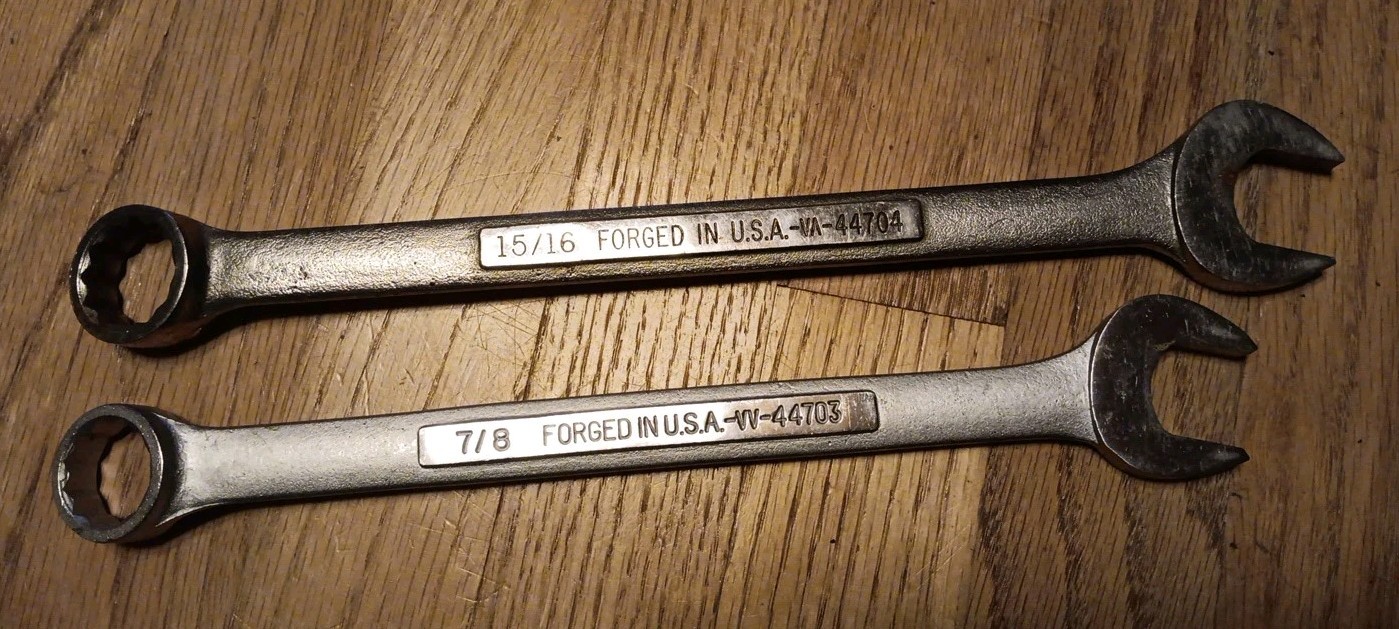 15/16 FORGED IN U.S.A.-VA-44704
7/8 FORGED IN U.S.A.-VV-44703